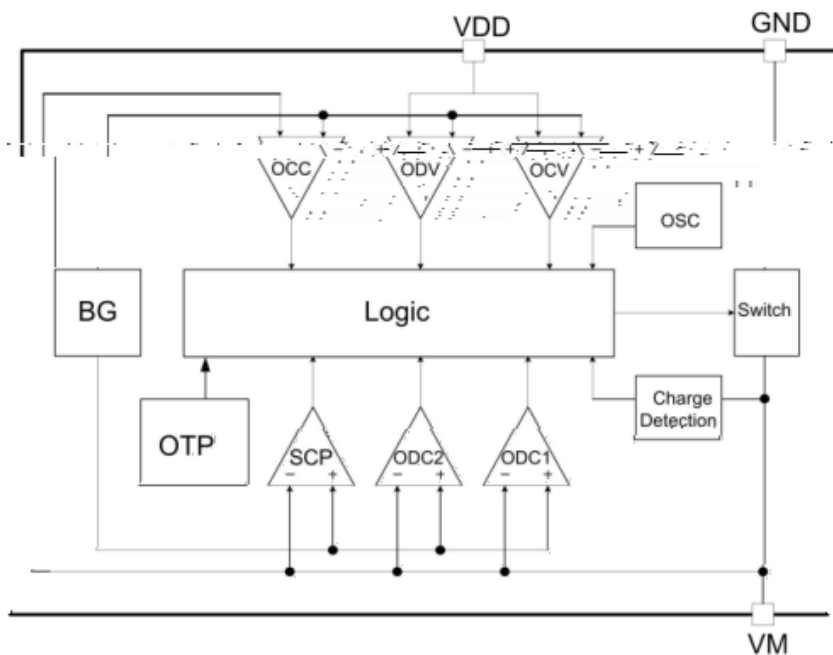 VDD
GND
OCC
ODV
OCV
OSC
BG
Logic
Switch
OTP
Charge
Detection
SCP
ODC2
ODC1
- +
- +
- +
VM